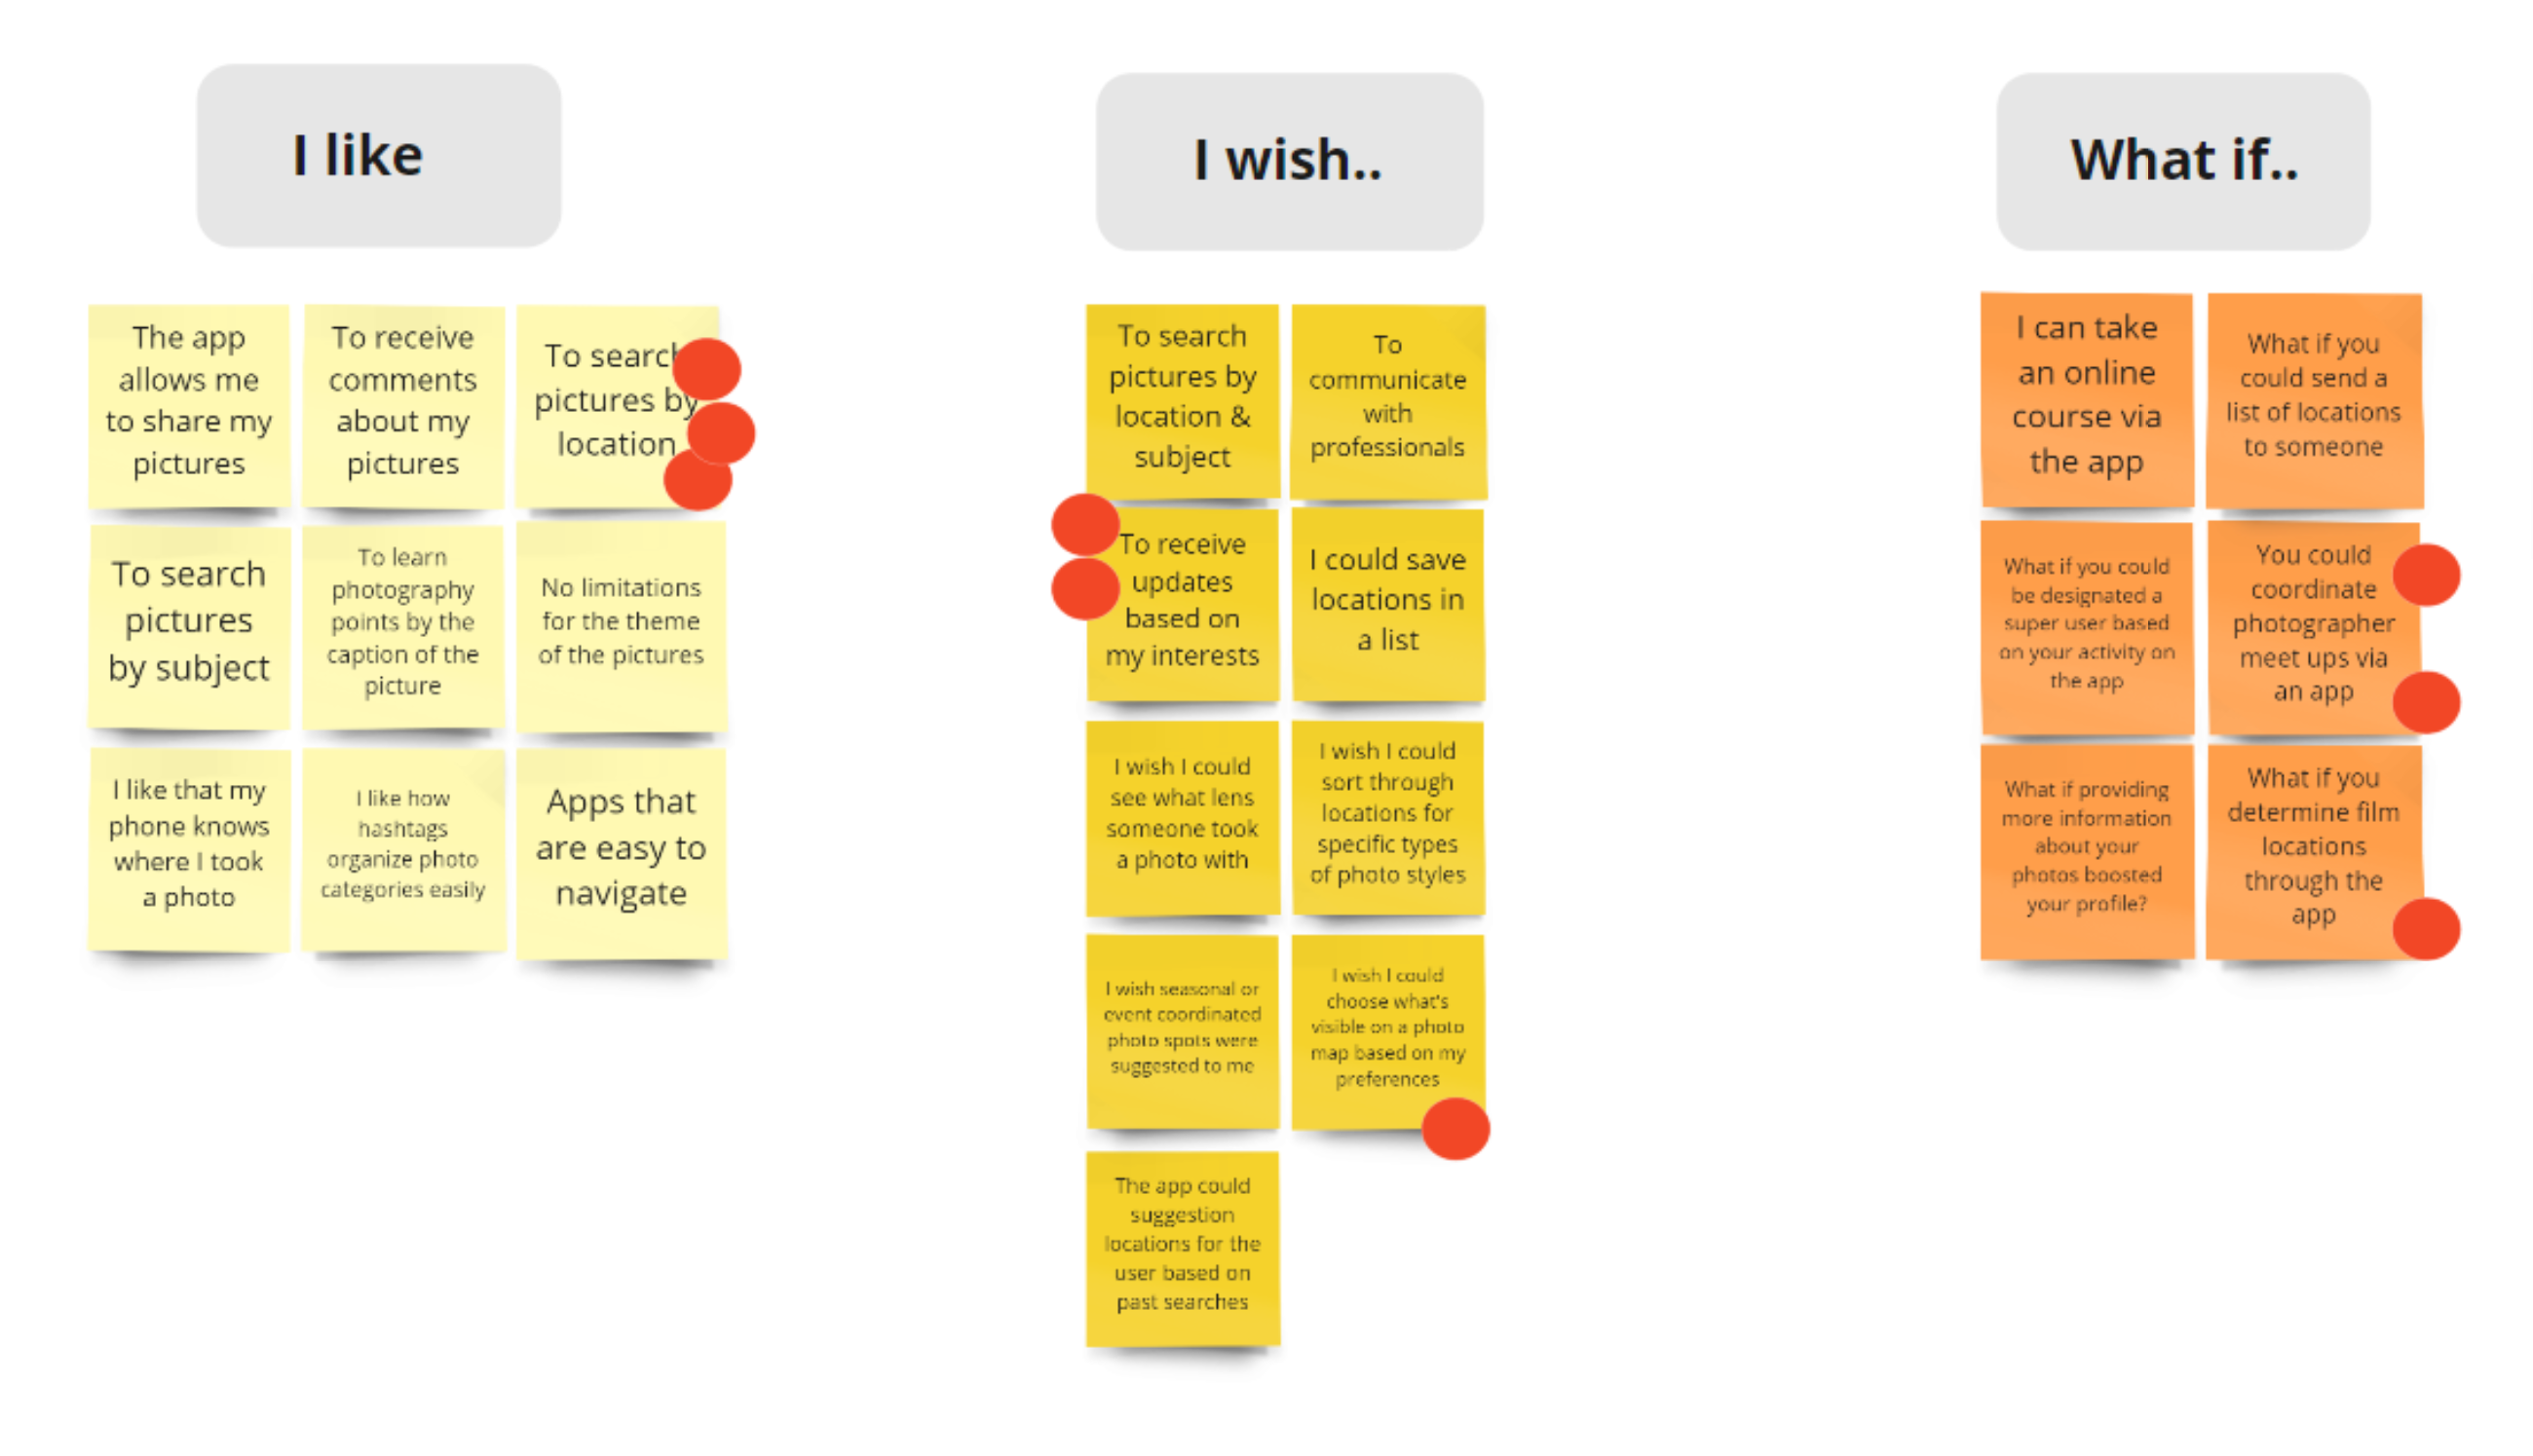 I like
The app
allows me
to share my
pictures
To receive
comments
about my
pictures
To search
pictures by
location
To search
pictures
by subject
To learn
photography
points by the
caption of the
picture
No limitations
for the theme
of the pictures
I like that my
phone knows
where I took
a photo
I like how
hashtags
organize photo
categories easily
Apps that
are easy to
navigate
I wish..
To search
pictures by
location &
subject
To
communicate
with
professionals
To receive
updates
based on
my interests
I could save
locations in
a list
I wish I could
see what lens
someone took
a photo with
I wish I could
sort through
locations for
specific types
of photo styles
I wish seasonal or
event coordinated
photo spots were
suggested to me
I wish I could
choose what's
visible on a photo
map based on my
preferences
The app could
suggestion
locations for the
user based on
past searches
What if..
I can take
an online
course via
the app
What if you
could send a
list of locations
to someone
What if you could
be designated a
super user based
on your activity on
the app
You could
coordinate
photographer
meet ups via
an app
What if providing
more information
about your
photos boosted
your profile?
What if you
determine film
locations
through the
app